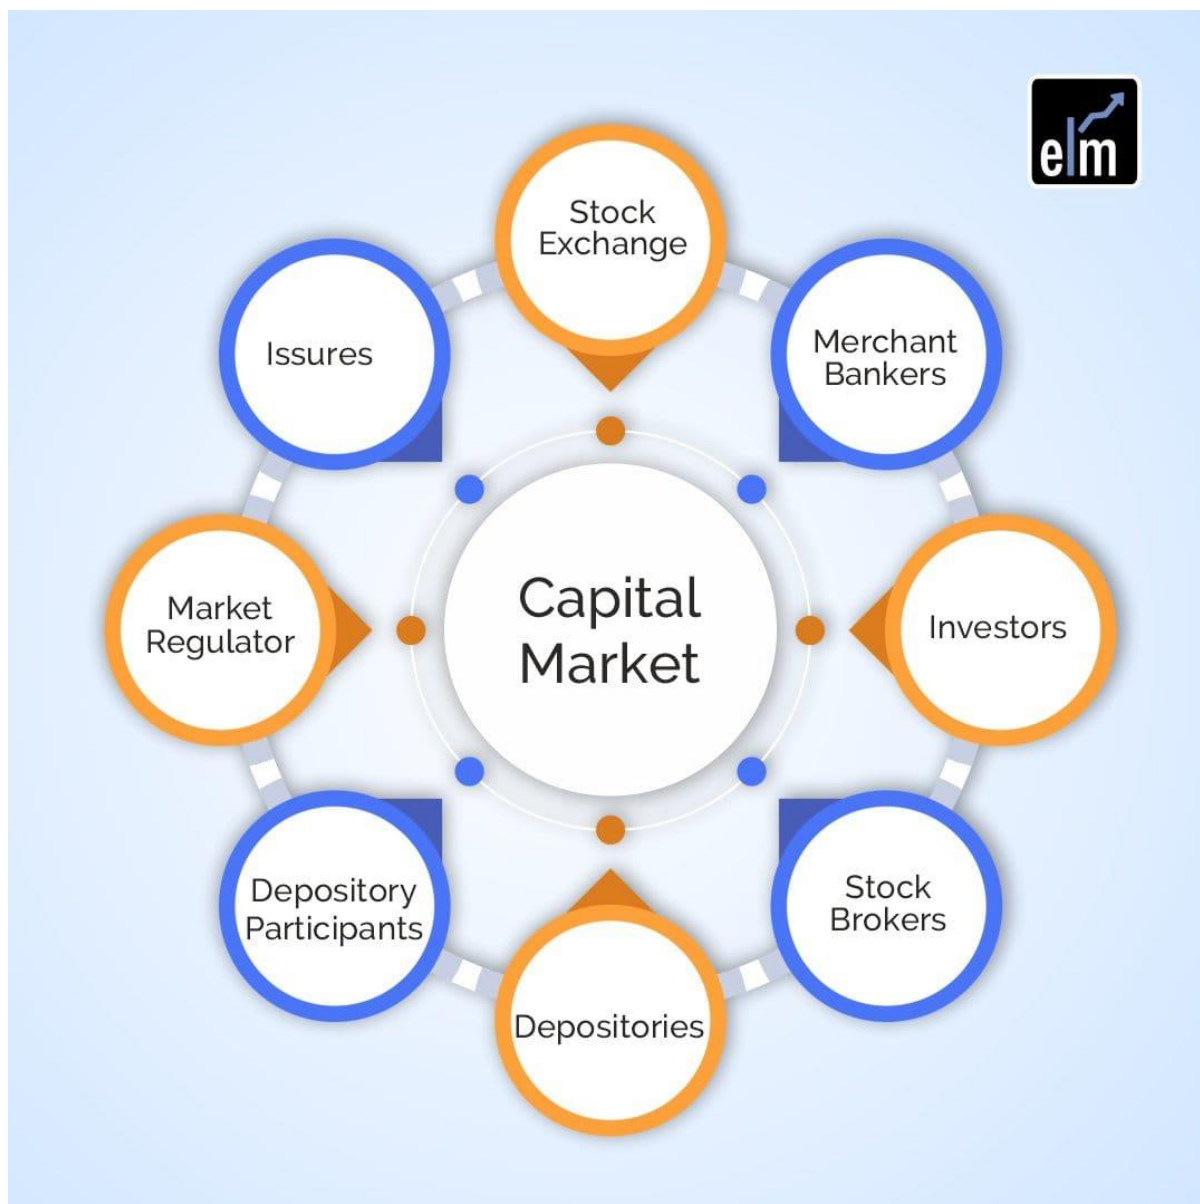 elm
Stock
Exchange
Issures
Merchant
Bankers
Market
Regulator
Capital
Market
Investors
Depository
Participants
Stock
Brokers
Depositories